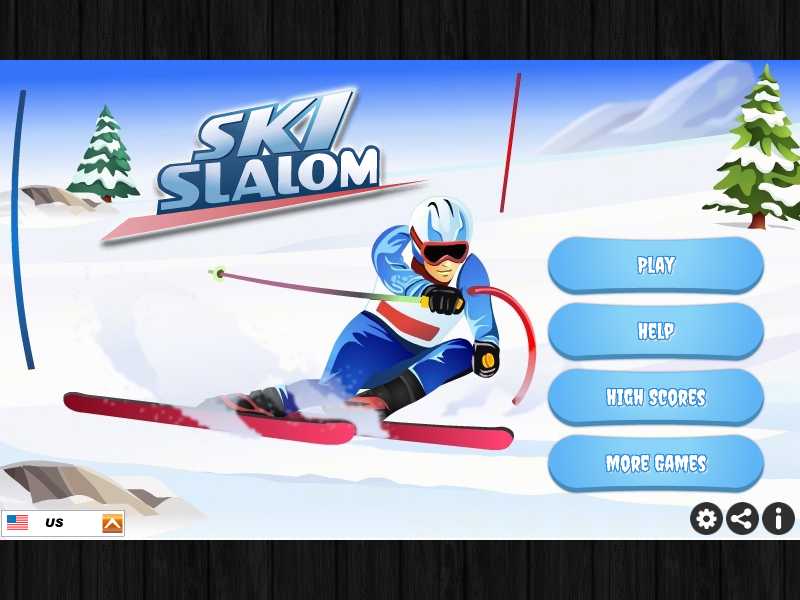 SKI
SLALOM
PLAY
HELP
HIGH SCORES
MORE GAMES
US